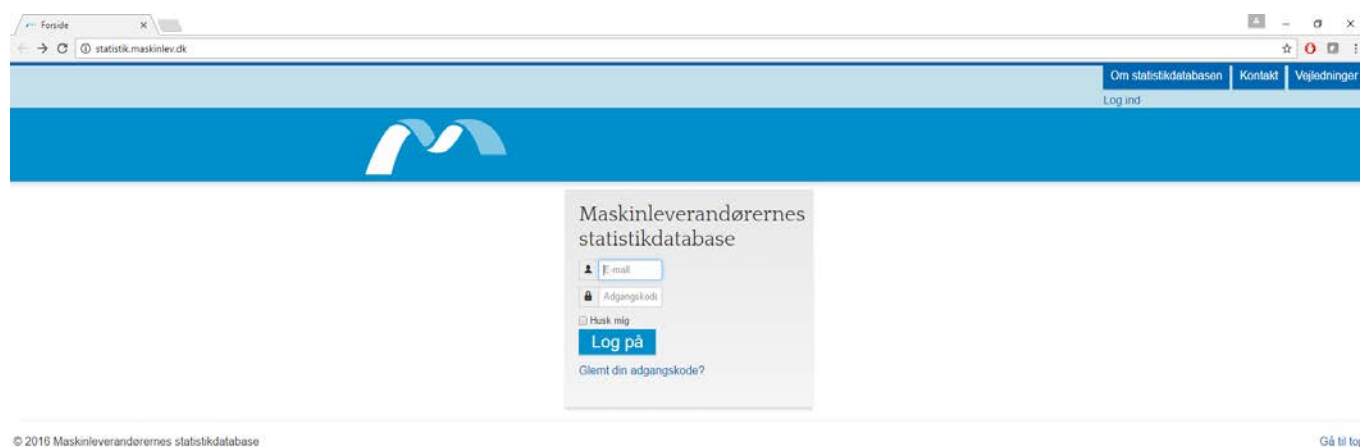 Forside
statistik.maskinlev.dk
Om statistikdatabasen Kontakt Vejledninger
Log ind
Maskinleverandørernes
statistikdatabase
E-mail
Adgangskode
Husk mig
Log på
Glemt din adgangskode?
© 2016 Maskinleverandørernes statistikdatabase
Gå til top